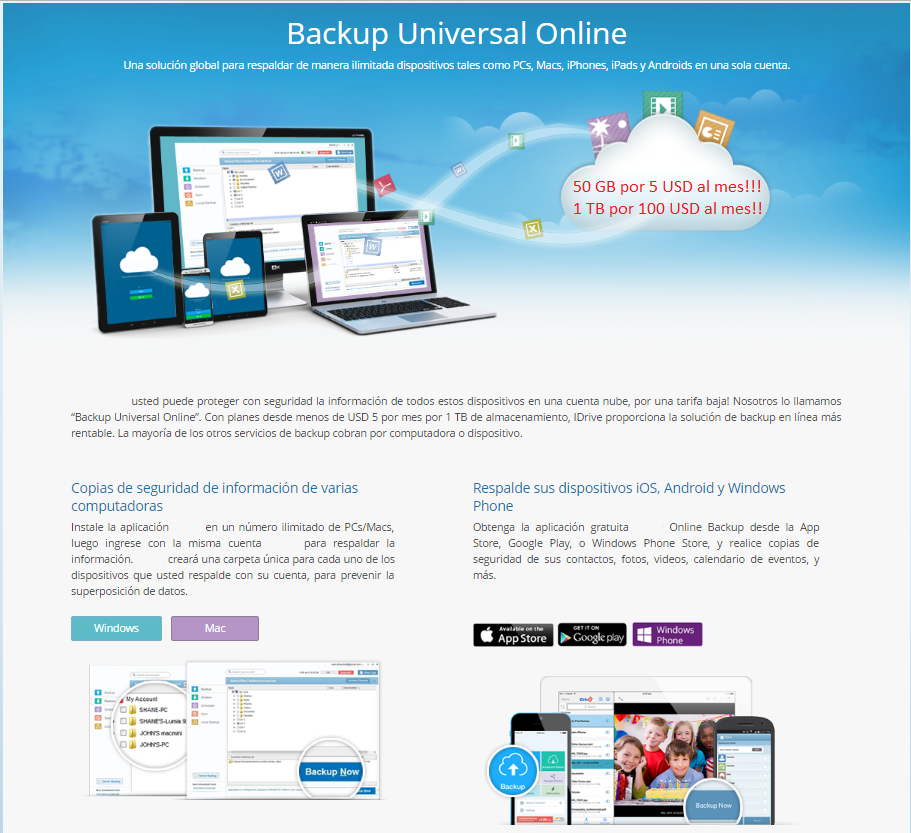 Backup Universal Online
Una solución global para respaldar de manera ilimitada dispositivos tales como PCs, Macs, iPhones, iPads y Androids en una sola cuenta.
50 GB por 5 USD al mes!!!
1 TB por 100 USD al mes!!
usted puede proteger con seguridad la información de todos estos dispositivos en una cuenta nube, por una tarifa baja! Nosotros lo llamamos
“Backup Universal Online”. Con planes desde menos de USD 5 por mes por 1 TB de almacenamiento, IDrive proporciona la solución de backup en línea más
rentable. La mayoría de los otros servicios de backup cobran por computadora o dispositivo.
Copias de seguridad de información de varias
computadoras
Instale la aplicación en un número ilimitado de PCs/Macs,
luego ingrese con la misma cuenta para respaldar la
información. creará una carpeta única para cada uno de los
dispositivos que usted respalde con su cuenta, para prevenir la
superposición de datos.
Windows
Mac
Respalde sus dispositivos iOS, Android y Windows
Phone
Obtenga la aplicación gratuita Online Backup desde la App
Store, Google Play, o Windows Phone Store, y realice copias de
seguridad de sus contactos, fotos, videos, calendario de eventos, y
más.
Available on the
App Store
GET IT ON
Google play
Windows
Phone
My Account
SHANE-PC
SHANE'S-Lumia 9
JOHN'S macmini
JOHN'S-PC
Backup Now
Backup
Backup Now